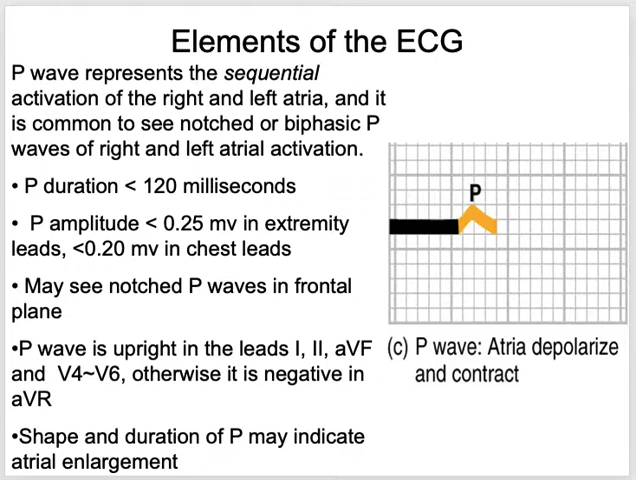 Elements of the ECG
P wave represents the sequential
activation of the right and left atria, and it
is common to see notched or biphasic P
waves of right and left atrial activation.
• P duration < 120 milliseconds
• P amplitude < 0.25 mv in extremity
leads, <0.20 mv in chest leads
• May see notched P waves in frontal
plane
•P wave is upright in the leads I, II, aVF
and V4~V6, otherwise it is negative in
aVR
•Shape and duration of P may indicate
atrial enlargement
P
(c) P wave: Atria depolarize
and contract